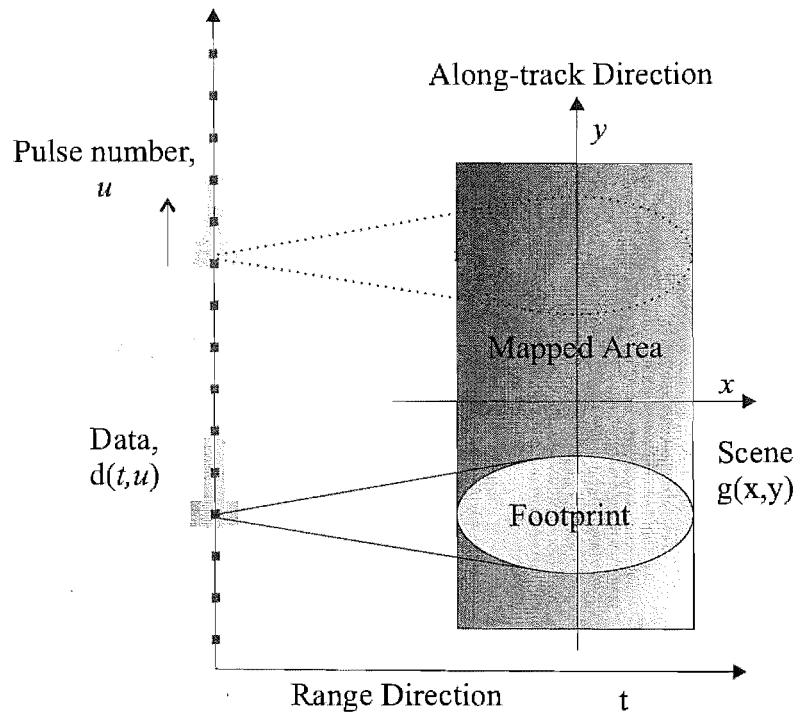 Along-track Direction
y
Pulse number,
u
Mapped Area
x
Data,
d(t,u)
Scene
g(x,y)
Footprint
Range Direction
t